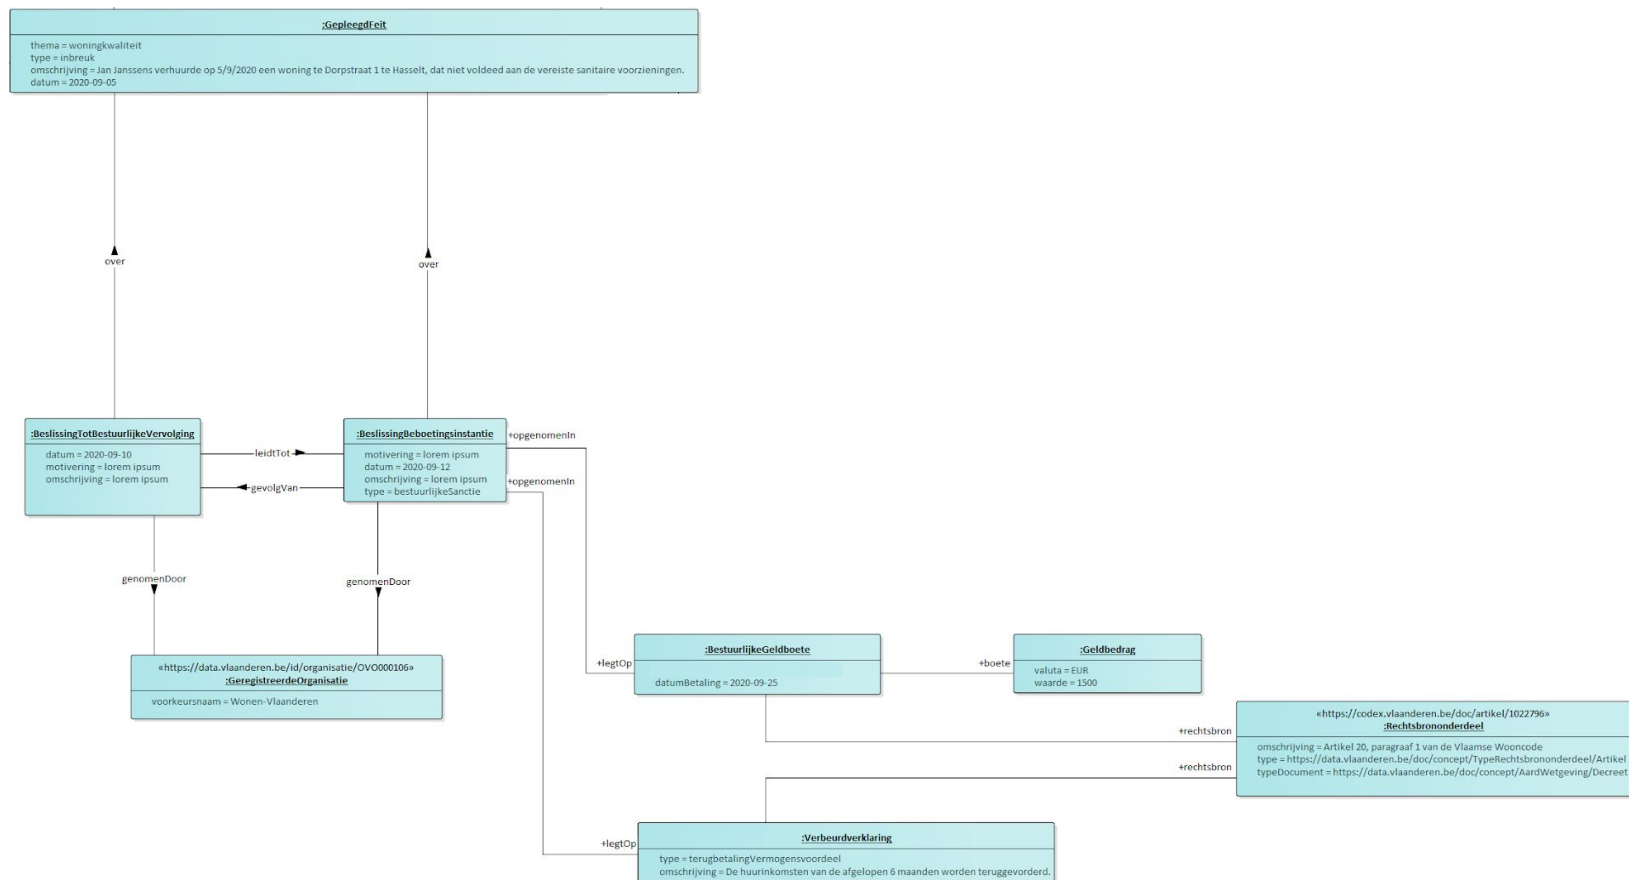 :GepleegdFeit
thema = woningkwaliteit
type = inbreuk
omschrijving = Jan Janssens verhuurde op 5/9/2020 een woning te Dorpstraat 1 te Hasselt, dat niet voldeed aan de vereiste sanitaire voorzieningen.
datum = 2020-09-05
over
over
:BeslissingTotBestuurlijkeVervolging
datum = 2020-09-10
motivering = lorem ipsum
omschrijving = lorem ipsum
leidtTot
gevolgVan
:BeslissingBeboetingsinstantie
motivering = lorem ipsum
datum = 2020-09-12
omschrijving = lorem ipsum
type = bestuurlijkeSanctie
+opgenomenIn
+opgenomenIn
genomenDoor
genomenDoor
«https://data.vlaanderen.be/id/organisatie/OVO000106»
:GeregistreerdeOrganisatie
voorkeursnaam = Wonen-Vlaanderen
+legtOp
:BestuurlijkeGeldboete
datumBetaling = 2020-09-25
+boete
:Geldbedrag
valuta = EUR
waarde = 1500
+rechtsbron
+rechtsbron
«https://codex.vlaanderen.be/doc/artikel/1022796»
:Rechtsbrononderdeel
omschrijving = Artikel 20, paragraaf 1 van de Vlaamse Wooncode
type = https://data.vlaanderen.be/doc/concept/TypeRechtsbrononderdeel/Artikel
typeDocument = https://data.vlaanderen.be/doc/concept/AardWetgeving/Decreet
+legtOp
:Verbeurdverklaring
type = terugbetalingVermogensvoordeel
omschrijving = De huurinkomsten van de afgelopen 6 maanden worden teruggevorderd.